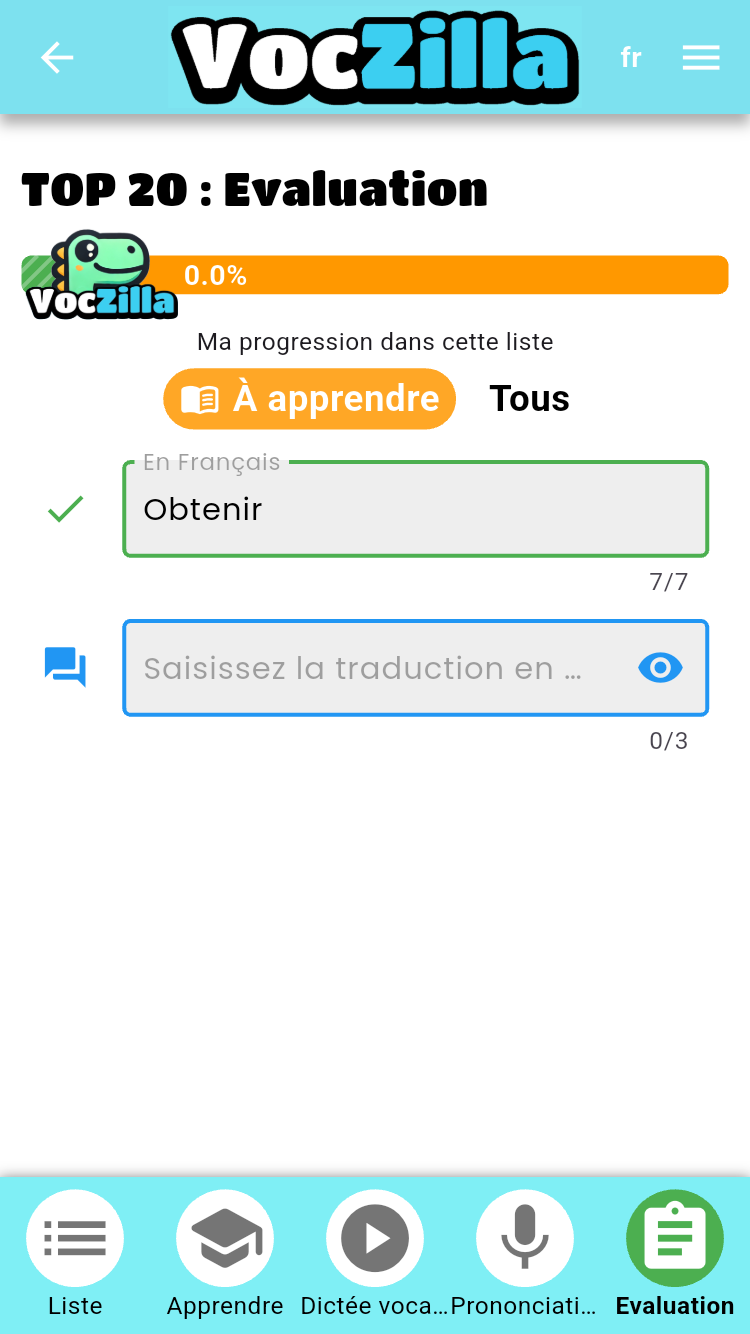 VocZilla
fr
TOP 20 : Evaluation
0.0%
VocZilla
Ma progression dans cette liste
À apprendre
Tous
En Français
Obtenir
7/7
Saisissez la traduction en ...
0/3
Liste
Apprendre
Dictée voca...
Prononciati...
Evaluation